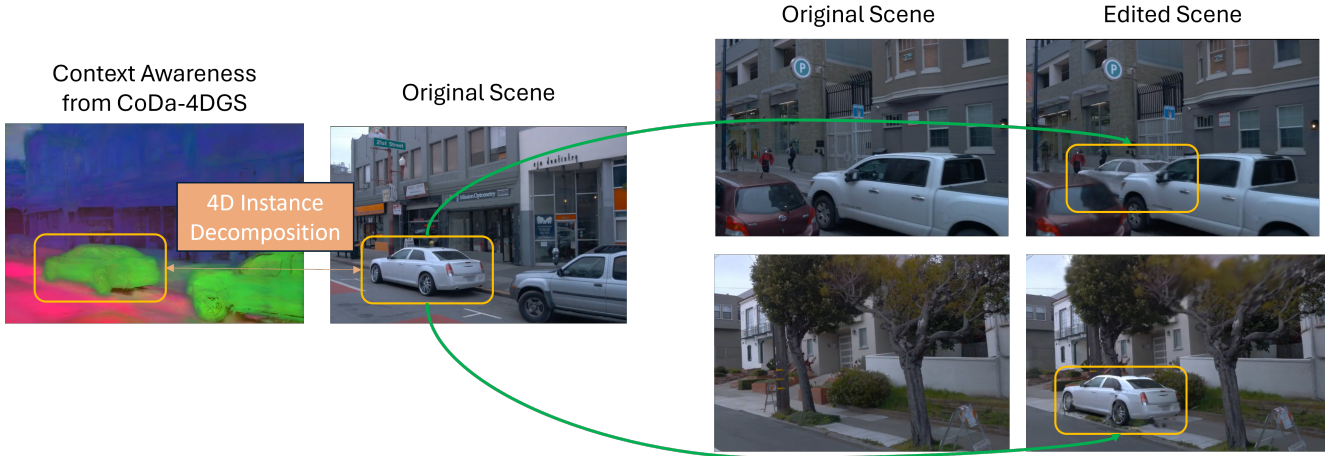 Original Scene
Edited Scene
Context Awareness
from CoDa-4DGS
Original Scene
4D Instance
Decomposition
21st Street
P
P